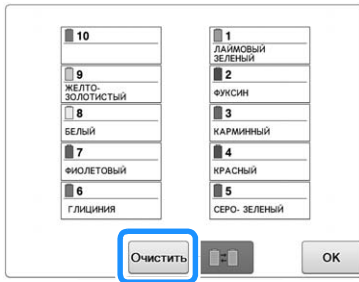 10
1
ЛАЙМОВЫЙ
ЗЕЛЕНЫЙ
9
ЖЕЛТО-
ЗОЛОТИСТЫЙ
2
ФУКСИН
8
БЕЛЫЙ
3
КАРМИННЫЙ
7
ФИОЛЕТОВЫЙ
4
КРАСНЫЙ
6
ГЛИЦИНИЯ
5
СЕРО- ЗЕЛЕНЫЙ
Очистить
OK